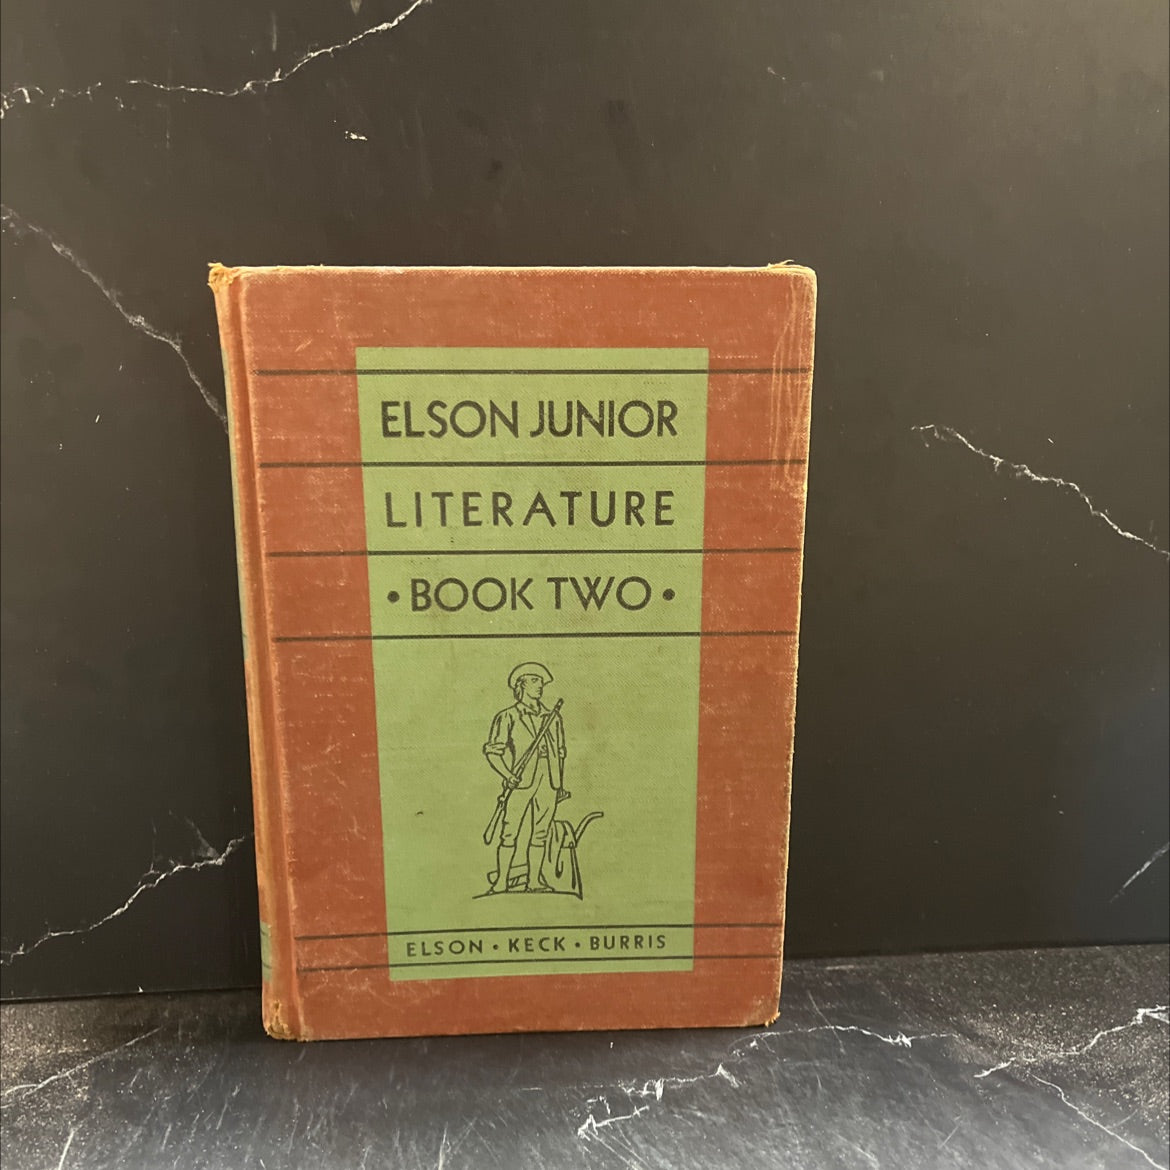 ELSON JUNIOR
LITERATURE
• BOOK TWO •
ELSON • KECK • BURRIS